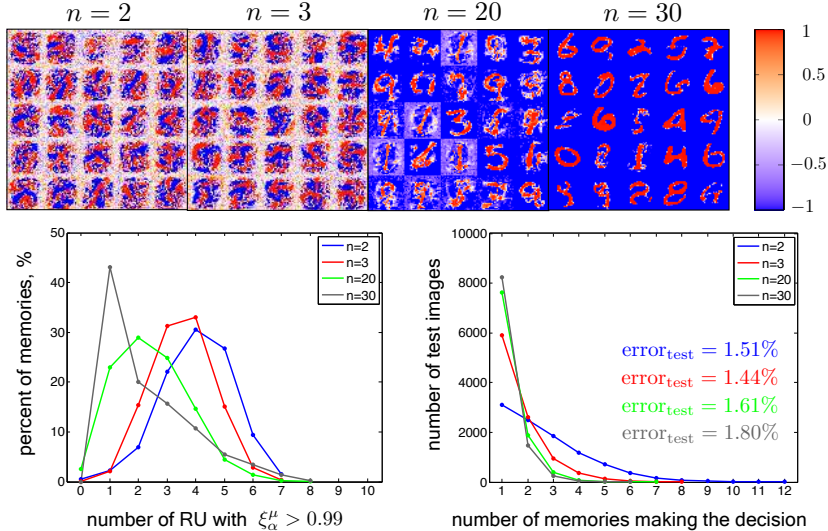 n = 2
n = 3
n = 20
n = 30
1
0.5
0
−0.5
−1
50
40
30
20
10
0
percent of memories, %
n=2
n=3
n=20
n=30
0 1 2 3 4 5 6 7 8 9 10
number of RU with ξ_α^μ > 0.99
10000
8000
6000
4000
2000
0
number of test images
n=2
n=3
n=20
n=30
error_test = 1.51%
error_test = 1.44%
error_test = 1.61%
error_test = 1.80%
1 2 3 4 5 6 7 8 9 10 11 12
number of memories making the decision